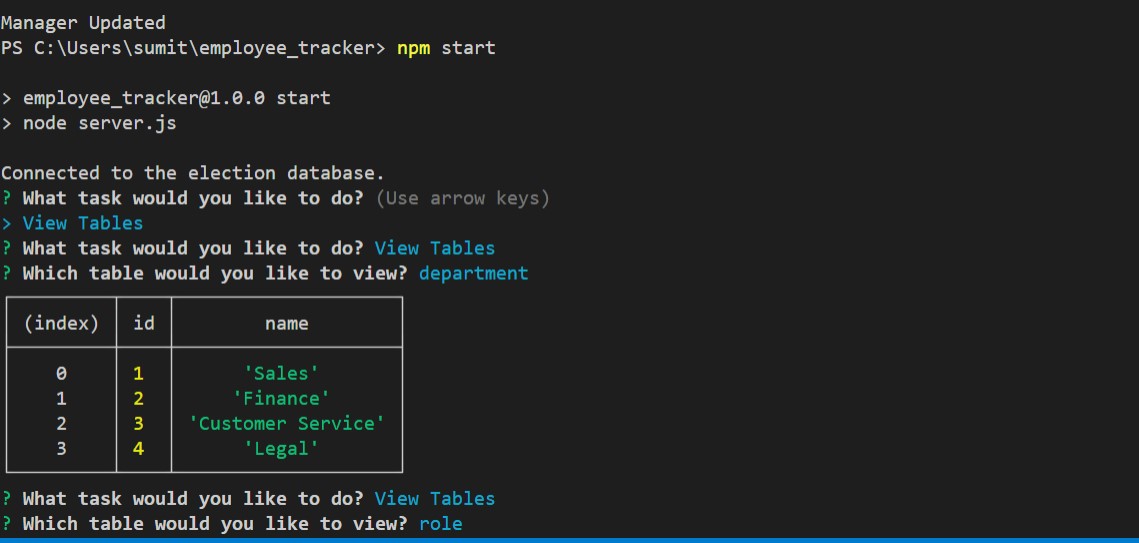 Manager Updated
PS C:\Users\sumit\employee_tracker> npm start
> employee_tracker@1.0.0 start
> node server.js
Connected to the election database.
? What task would you like to do? (Use arrow keys)
> View Tables
? What task would you like to do? View Tables
? Which table would you like to view? department
(index) id name
0 1 'Sales'
1 2 'Finance'
2 3 'Customer Service'
3 4 'Legal'
? What task would you like to do? View Tables
? Which table would you like to view? role